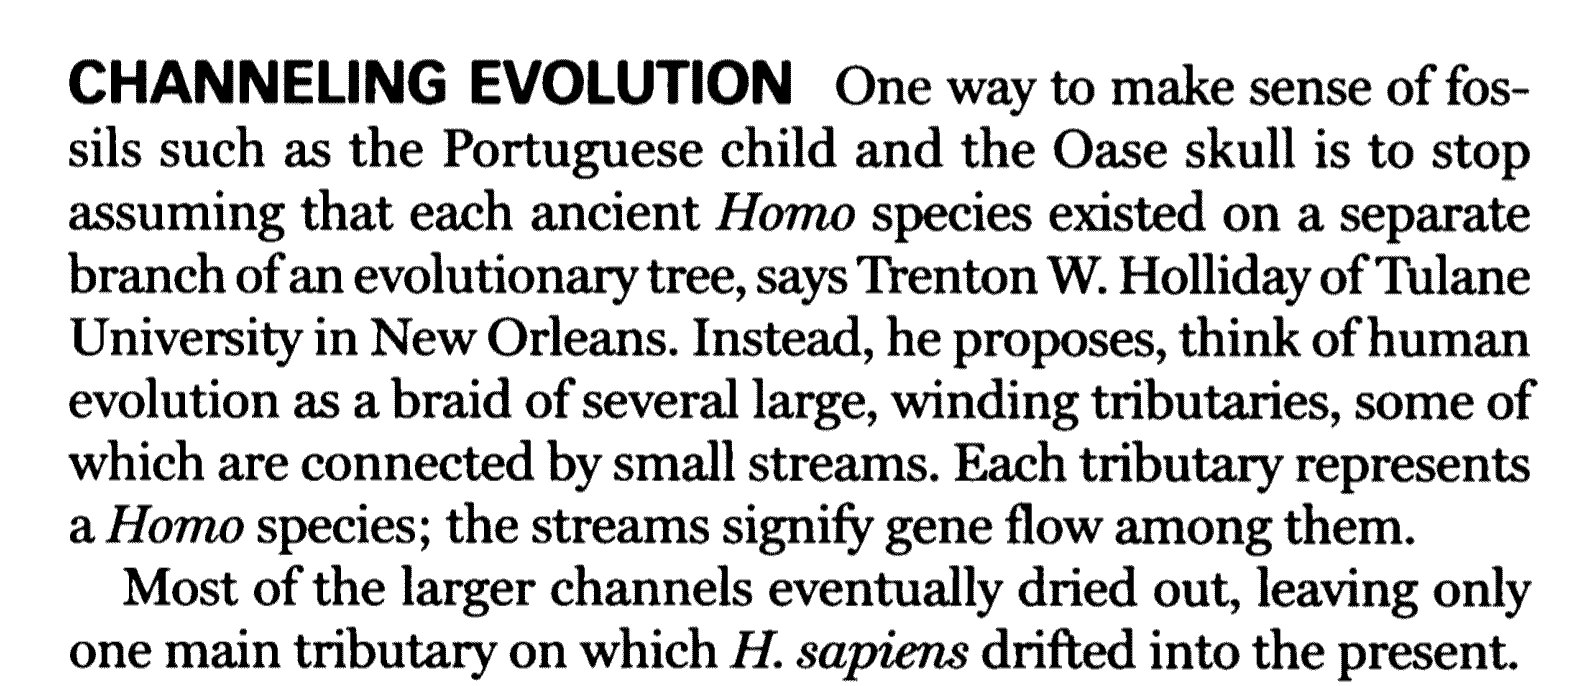 CHANNELING EVOLUTION One way to make sense of fos-
sils such as the Portuguese child and the Oase skull is to stop
assuming that each ancient Homo species existed on a separate
branch of an evolutionary tree, says Trenton W. Holliday of Tulane
University in New Orleans. Instead, he proposes, think of human
evolution as a braid of several large, winding tributaries, some of
which are connected by small streams. Each tributary represents
a Homo species; the streams signify gene flow among them.
Most of the larger channels eventually dried out, leaving only
one main tributary on which H. sapiens drifted into the present.